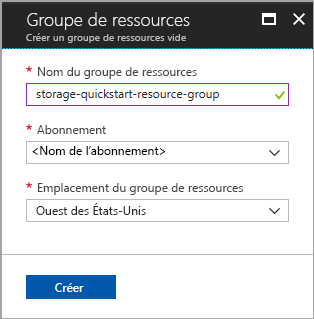 Groupe de ressources
Créer un groupe de ressources vide
* Nom du groupe de ressources
storage-quickstart-resource-group
* Abonnement
<Nom de l'abonnement>
* Emplacement du groupe de ressources
Ouest des États-Unis
Créer